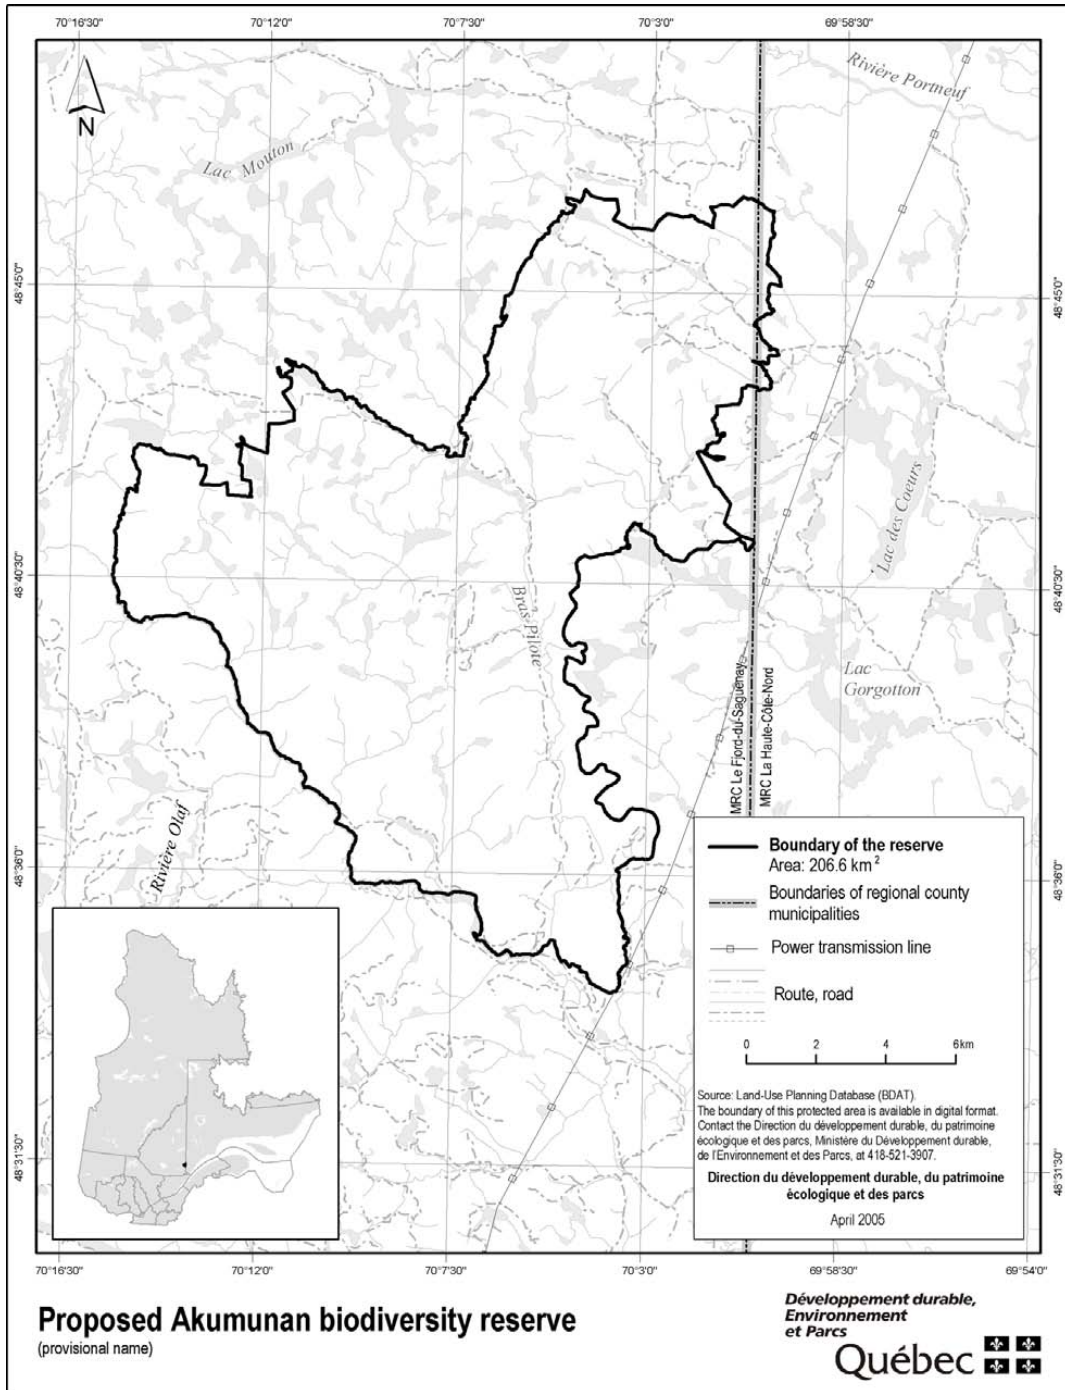 70°16'30"
70°12'0"
70°7'30"
70°3'0"
69°58'30"
N
Rivière Portneuf
Lac Mouton
48°45'0"
48°45'0"
Lac des Coeurs
48°40'30"
48°40'30"
Bras-Pilote
Lac
Gorgotton
MRC Le Fjord-du-Saguenay
MRC La Haute-Côte-Nord
Rivière Olaf
48°36'0"
48°36'0"
Boundary of the reserve
Area: 206.6 km²
Boundaries of regional county
municipalities
Power transmission line
Route, road
0 2 4 6 km
Source: Land-Use Planning Database (BDAT).
The boundary of this protected area is available in digital format.
Contact the Direction du développement durable, du patrimoine
écologique et des parcs, Ministère du Développement durable,
de l'Environnement et des Parcs, at 418-521-3907.
Direction du développement durable, du patrimoine
écologique et des parcs
April 2005
48°31'30"
48°31'30"
70°16'30"
70°12'0"
70°7'30"
70°3'0"
69°58'30"
69°54'0"
Proposed Akumunan biodiversity reserve
(provisional name)
Développement durable,
Environnement
et Parcs
Québec